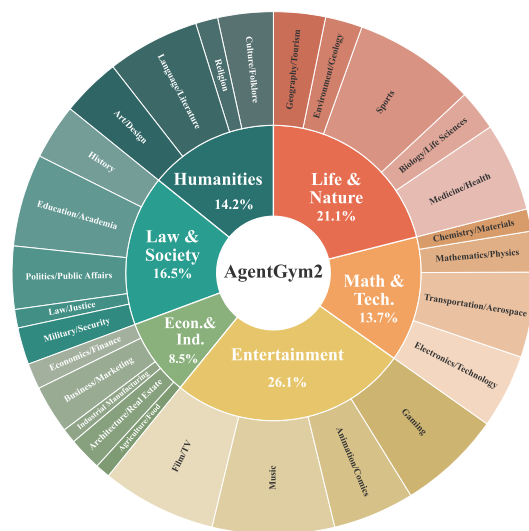 AgentGym2
Life &
Nature
21.1%
Geography/Tourism
Environment/Geology
Sports
Biology/Life Sciences
Medicine/Health
Math &
Tech.
13.7%
Chemistry/Materials
Mathematics/Physics
Transportation/Aerospace
Electronics/Technology
Entertainment
26.1%
Gaming
Animation/Comics
Music
Film/TV
Econ.&
Ind.
8.5%
Agriculture/Food
Architecture/Real Estate
Industrial Manufacturing
Business/Marketing
Economics/Finance
Law &
Society
16.5%
Military/Security
Law/Justice
Politics/Public Affairs
Education/Academia
History
Humanities
14.2%
Art/Design
Language/Literature
Religion
Culture/Folklore